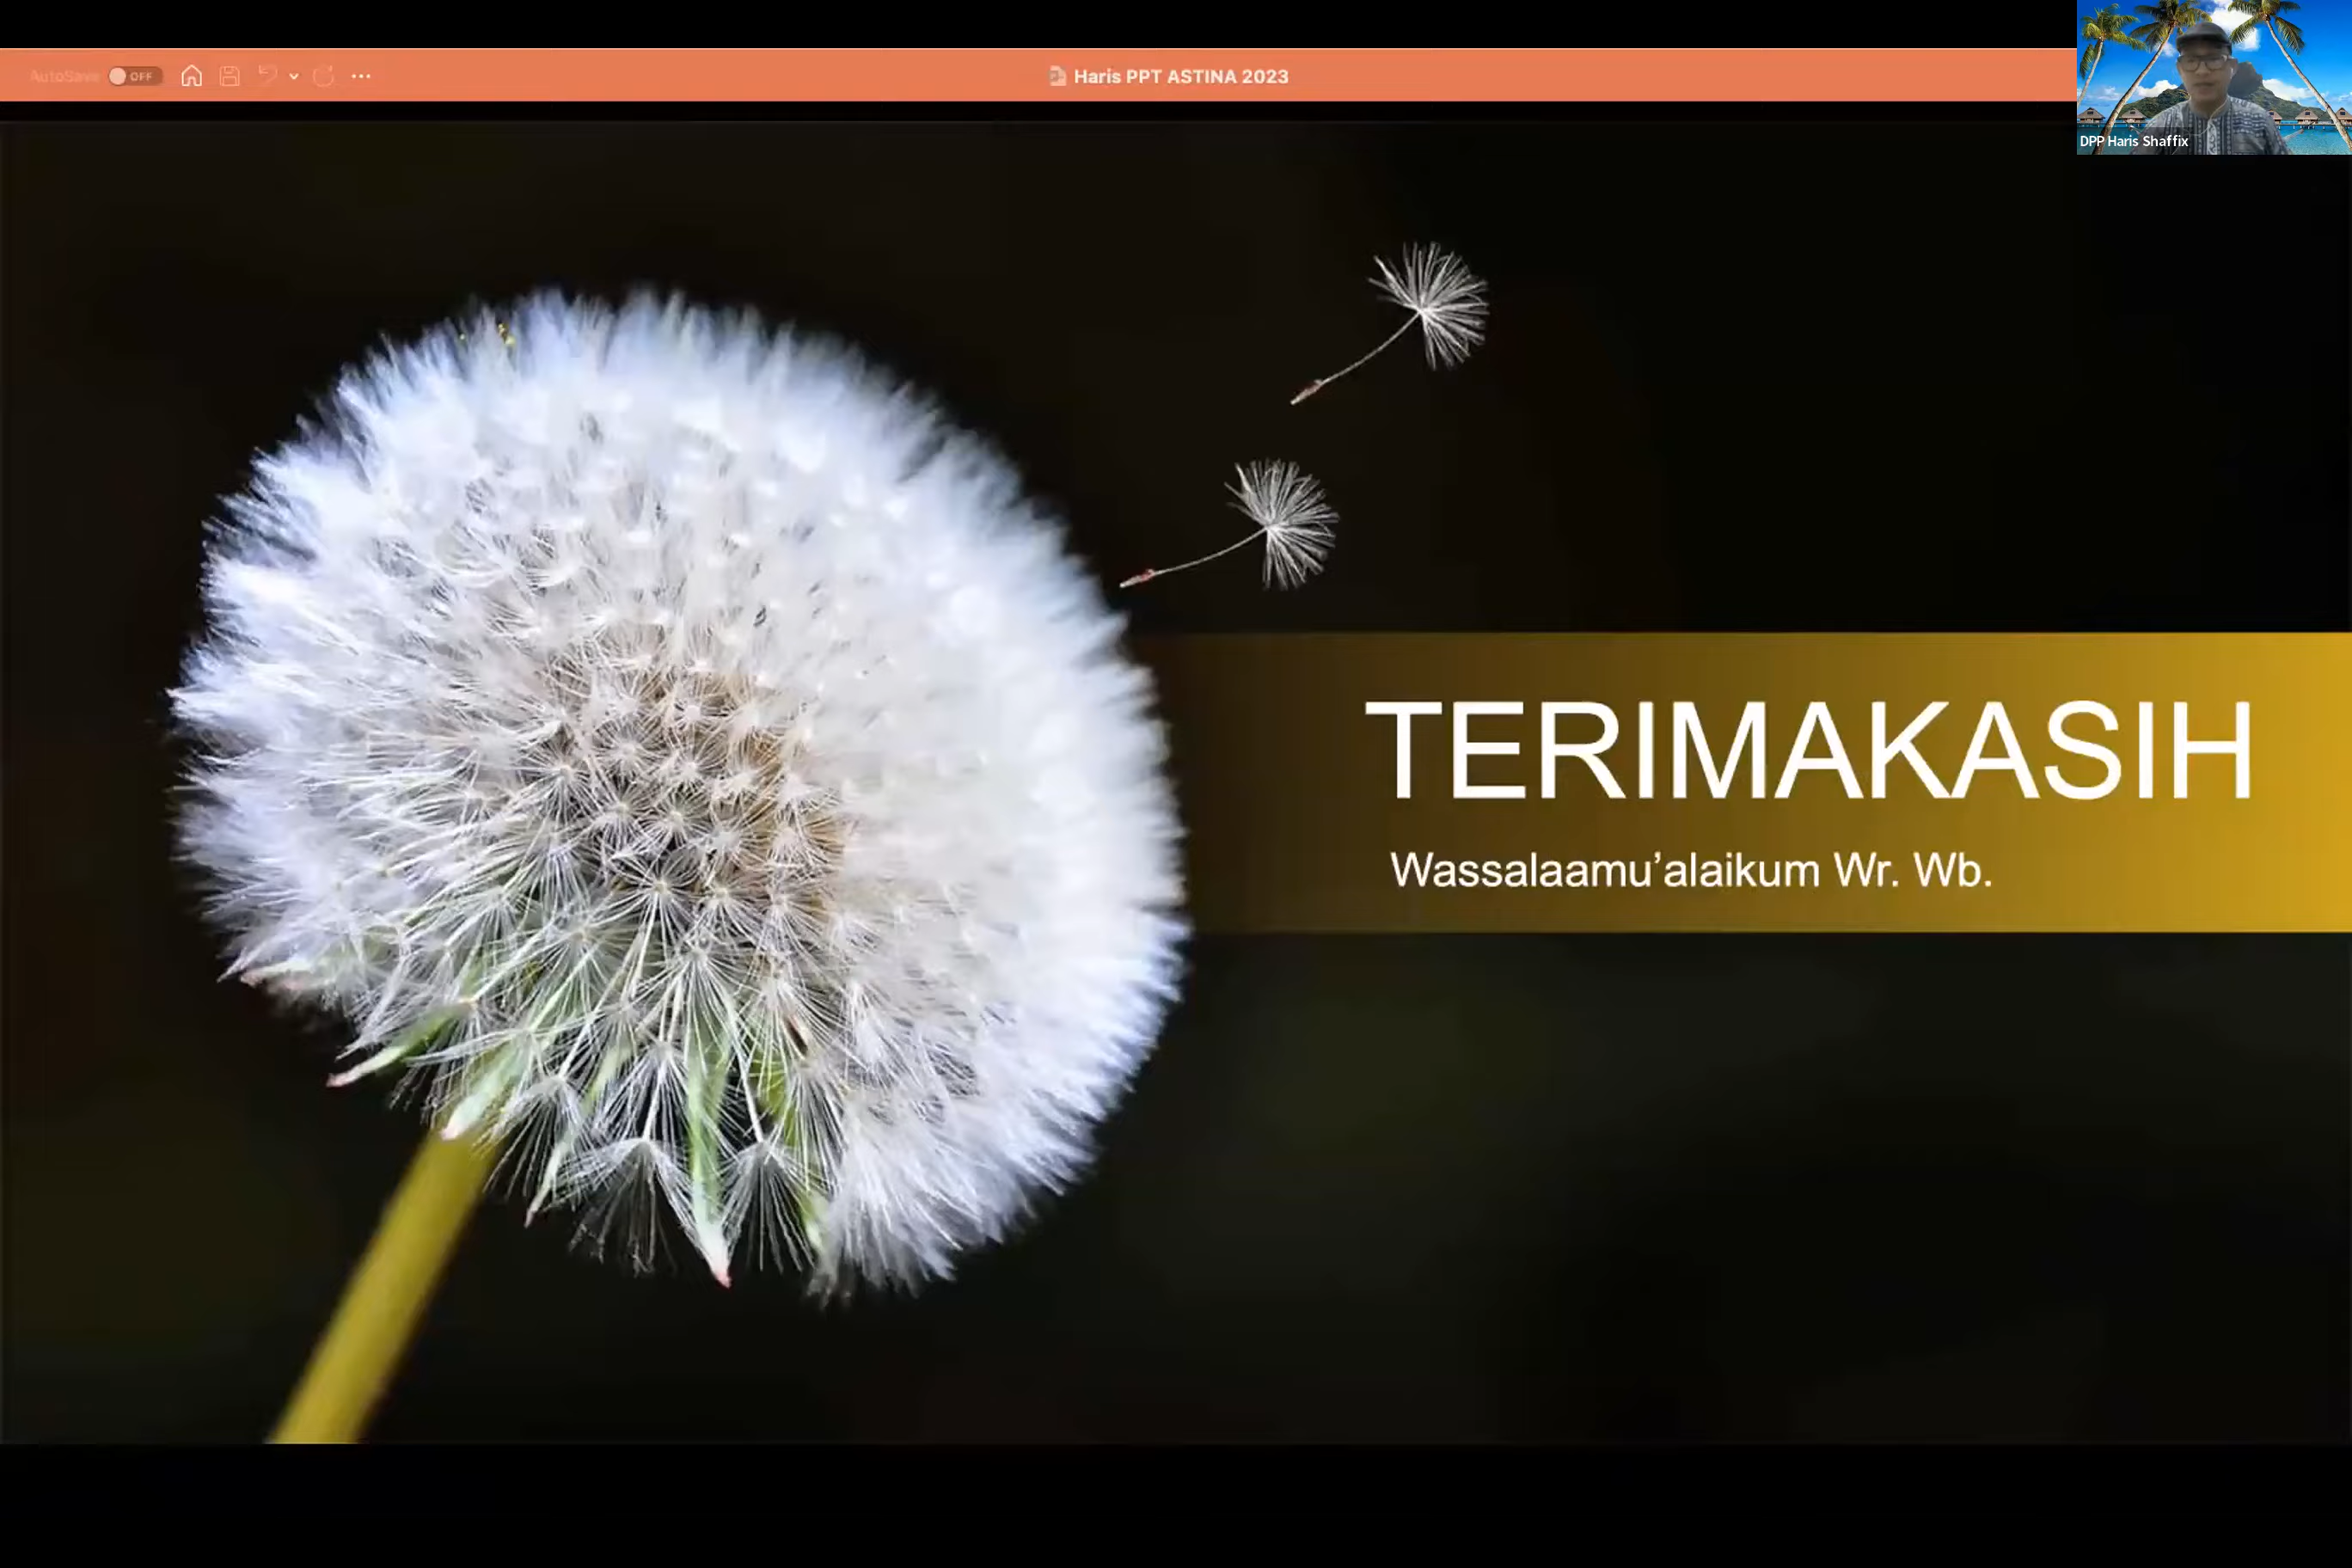 AutoSave OFF
Haris PPT ASTINA 2023
DPP Haris Shaffix
TERIMAKASIH
Wassalaamu’alaikum Wr. Wb.